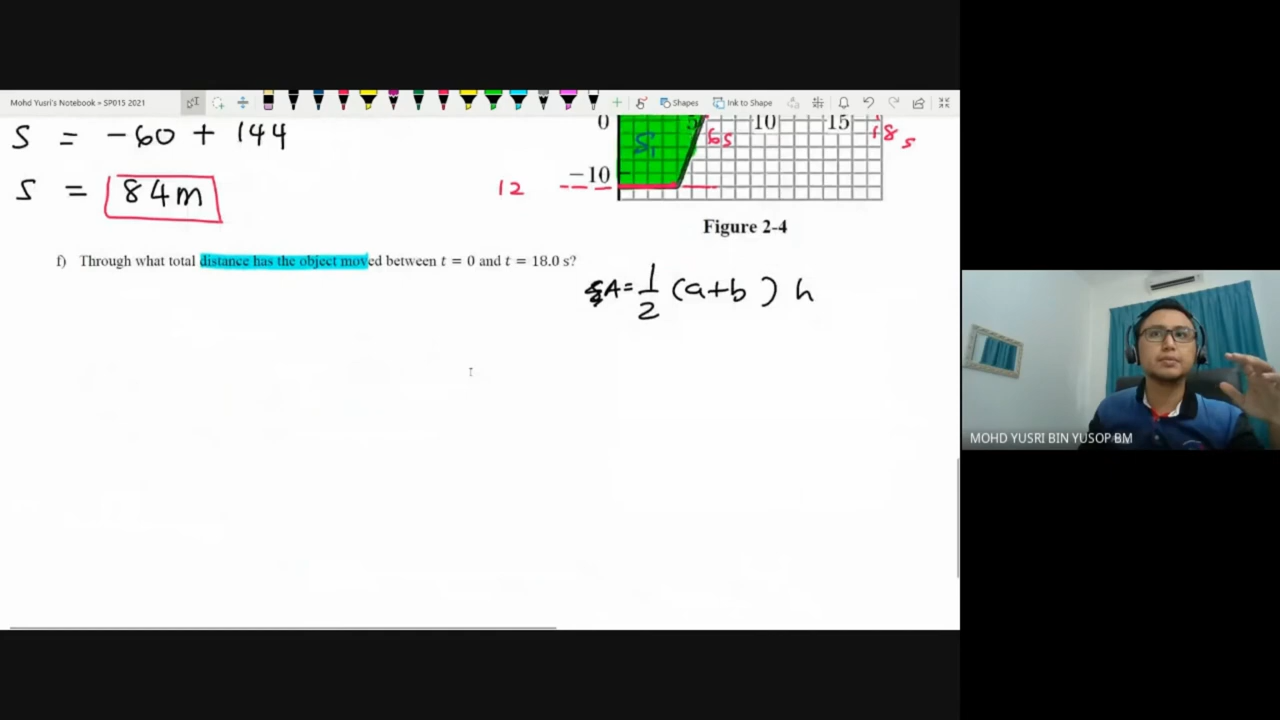 Mohd Yusri's Notebook » SP015 2021
Shapes
Ink to Shape
S = -60 + 144
S = 84m
0
5
10
15
S1
6s
18s
-10
12
Figure 2-4
f) Through what total distance has the object moved between t = 0 and t = 18.0 s?
A = 1/2 (a+b) h
MOHD YUSRI BIN YUSOP BM